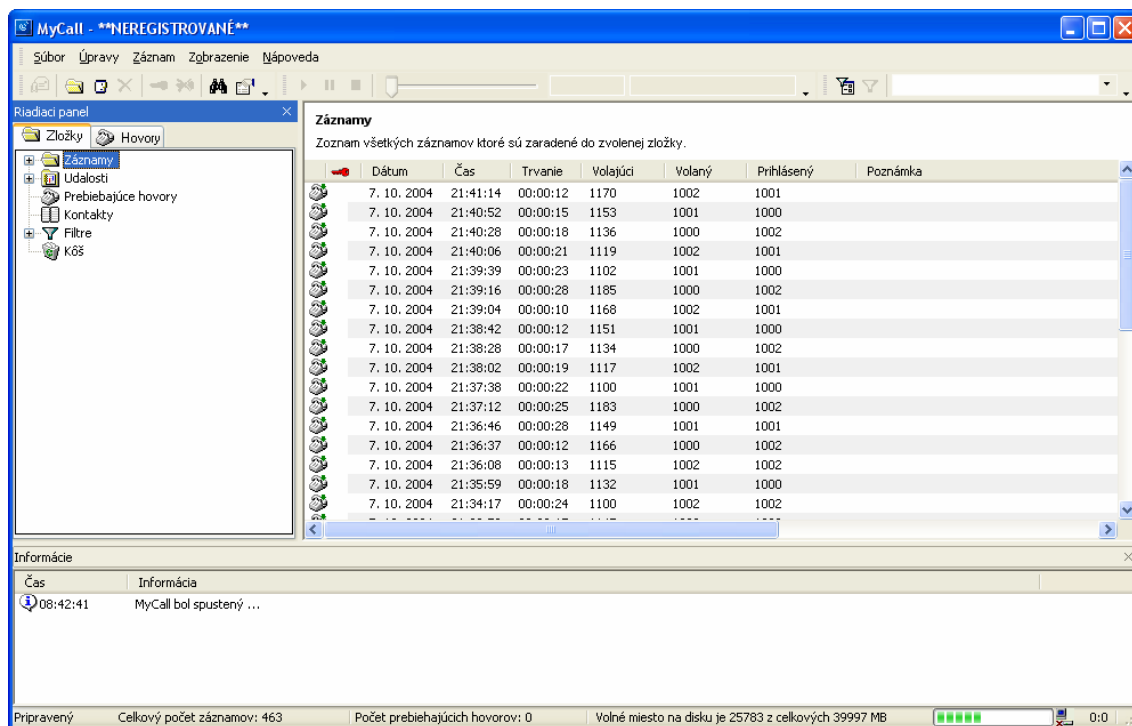 MyCall - **NEREGISTROVANÉ**
Súbor Úpravy Záznam Zobrazenie Nápoveda
Riadiaci panel
Zložky Hovory
Záznamy
Udalosti
Prebiebajúce hovory
Kontakty
Filtre
Kôš
Záznamy
Zoznam všetkých záznamov ktoré sú zaradené do zvolenej zložky.
Dátum Čas Trvanie Volajúci Volaný Prihlásený Poznámka
7. 10. 2004 21:41:14 00:00:12 1170 1002 1001
7. 10. 2004 21:40:52 00:00:15 1153 1001 1000
7. 10. 2004 21:40:28 00:00:18 1136 1000 1002
7. 10. 2004 21:40:06 00:00:21 1119 1002 1001
7. 10. 2004 21:39:39 00:00:23 1102 1001 1000
7. 10. 2004 21:39:16 00:00:28 1185 1000 1002
7. 10. 2004 21:39:04 00:00:10 1168 1002 1001
7. 10. 2004 21:38:42 00:00:12 1151 1001 1000
7. 10. 2004 21:38:28 00:00:17 1134 1000 1002
7. 10. 2004 21:38:02 00:00:19 1117 1002 1001
7. 10. 2004 21:37:38 00:00:22 1100 1001 1000
7. 10. 2004 21:37:12 00:00:25 1183 1000 1002
7. 10. 2004 21:36:46 00:00:28 1149 1001 1001
7. 10. 2004 21:36:37 00:00:12 1166 1000 1002
7. 10. 2004 21:36:08 00:00:13 1115 1002 1002
7. 10. 2004 21:35:59 00:00:18 1132 1001 1000
7. 10. 2004 21:34:17 00:00:24 1100 1002 1002
Informácie
Čas Informácia
08:42:41 MyCall bol spustený ...
Pripravený Celkový počet záznamov: 463 Počet prebiehajúcich hovorov: 0 Volné miesto na disku je 25783 z celkových 39997 MB 0:0